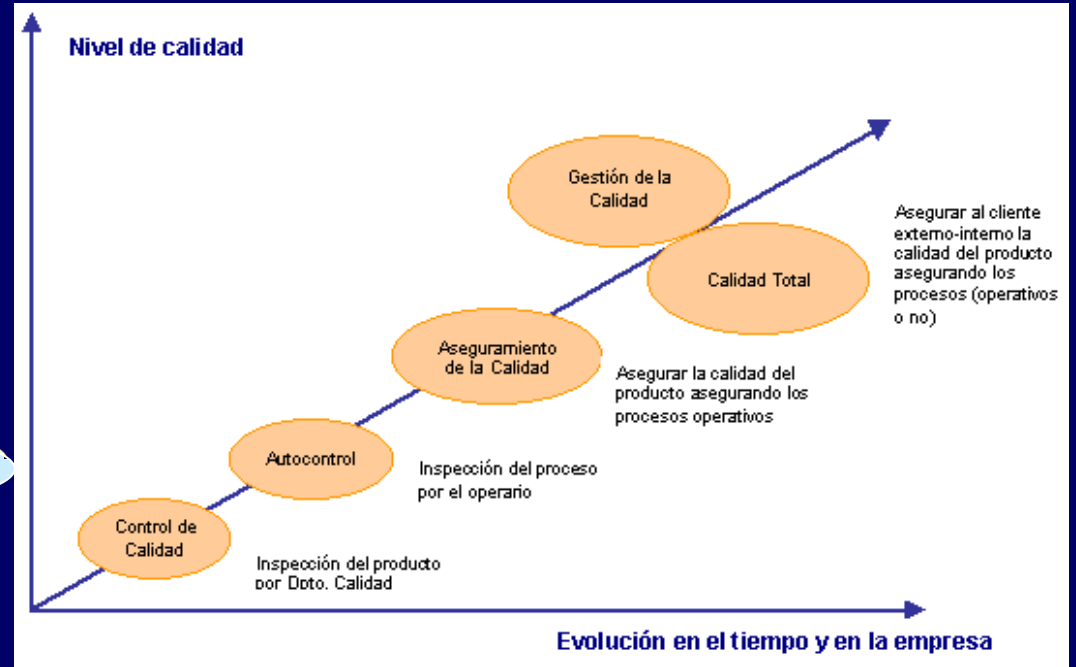 Nivel de calidad
Gestión de la
Calidad
Asegurar al cliente
externo-interno la
calidad del producto
asegurando los
procesos (operativos
o no)
Calidad Total
Aseguramiento
de la Calidad
Asegurar la calidad del
producto asegurando los
procesos operativos
Autocontrol
Inspección del proceso
por el operario
Control de
Calidad
Inspección del producto
por Dpto. Calidad
Evolución en el tiempo y en la empresa